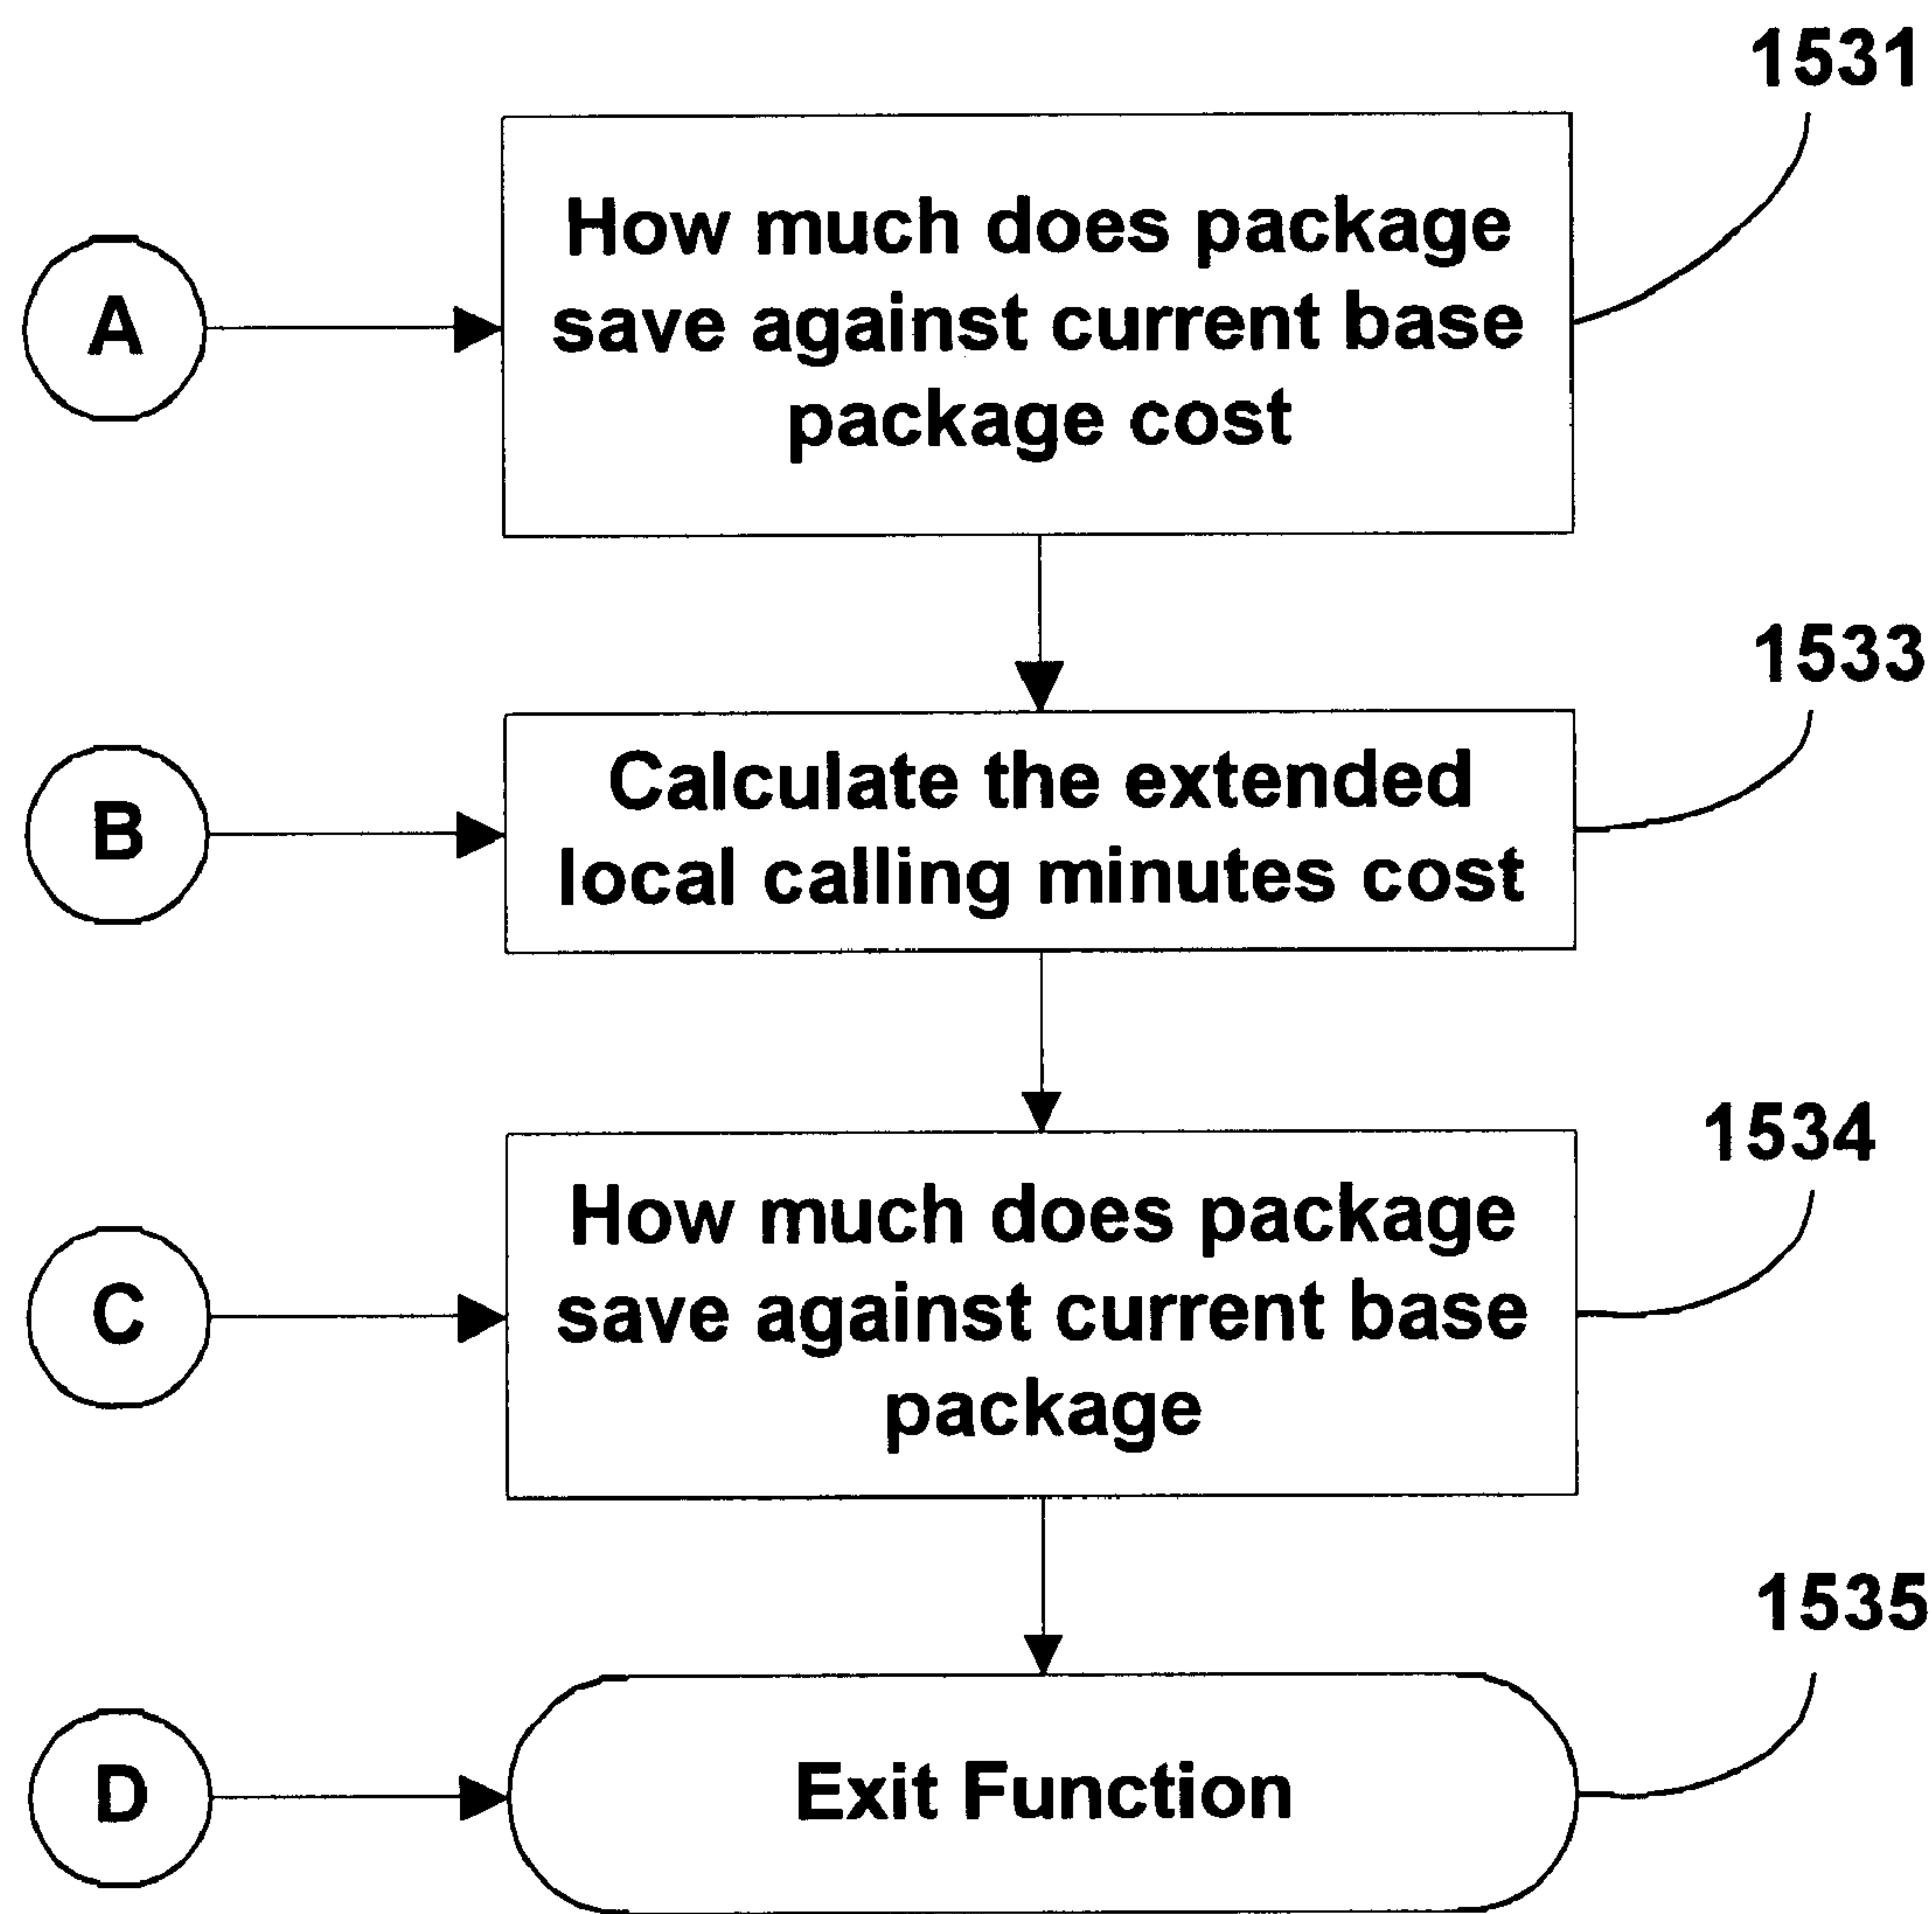 1531
How much does package
save against current base
package cost
A
1533
Calculate the extended
local calling minutes cost
B
1534
How much does package
save against current base
package
C
1535
Exit Function
D